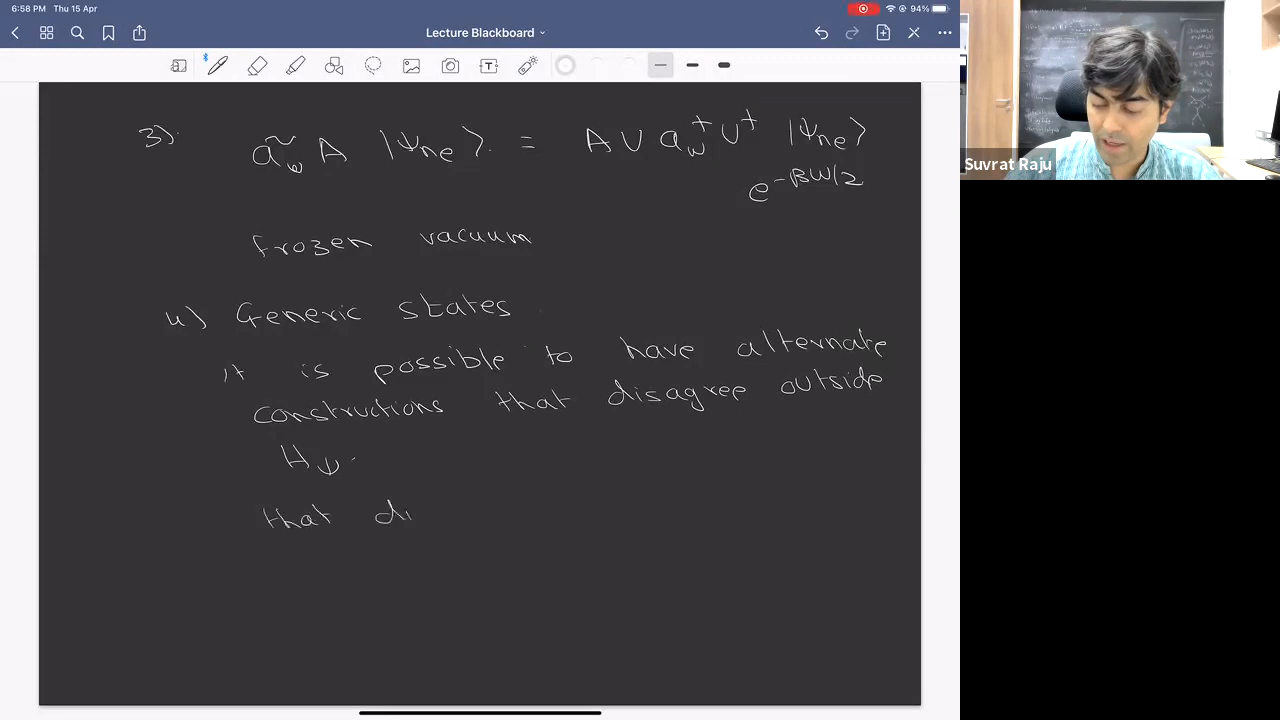 6:58 PM Thu 15 Apr
94%
Lecture Blackboard
3). ã_ω A |Ψ_ne⟩. = A U a_ω^† U^† |Ψ_ne⟩
e^{-βω/2}
frozen vacuum
4) Generic states
It is possible to have alternate
constructions that disagree outside
H_ψ.
that di
Suvrat Raju